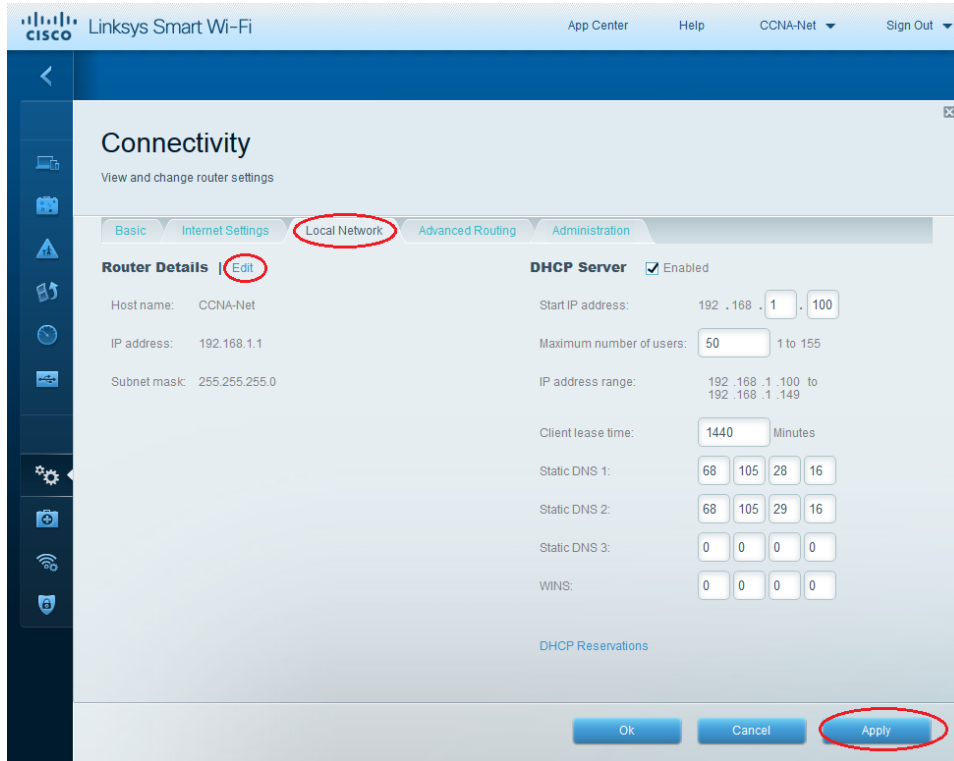 CISCO Linksys Smart Wi-Fi App Center Help CCNA-Net Sign Out
Connectivity
View and change router settings
Basic Internet Settings Local Network Advanced Routing Administration
Router Details | Edit
Host name: CCNA-Net
IP address: 192.168.1.1
Subnet mask: 255.255.255.0
DHCP Server Enabled
Start IP address: 192 . 168 . 1 . 100
Maximum number of users: 50 1 to 155
IP address range: 192 .168 .1 .100 to
192 .168 .1 .149
Client lease time: 1440 Minutes
Static DNS 1: 68 105 28 16
Static DNS 2: 68 105 29 16
Static DNS 3: 0 0 0 0
WINS: 0 0 0 0
DHCP Reservations
Ok Cancel Apply